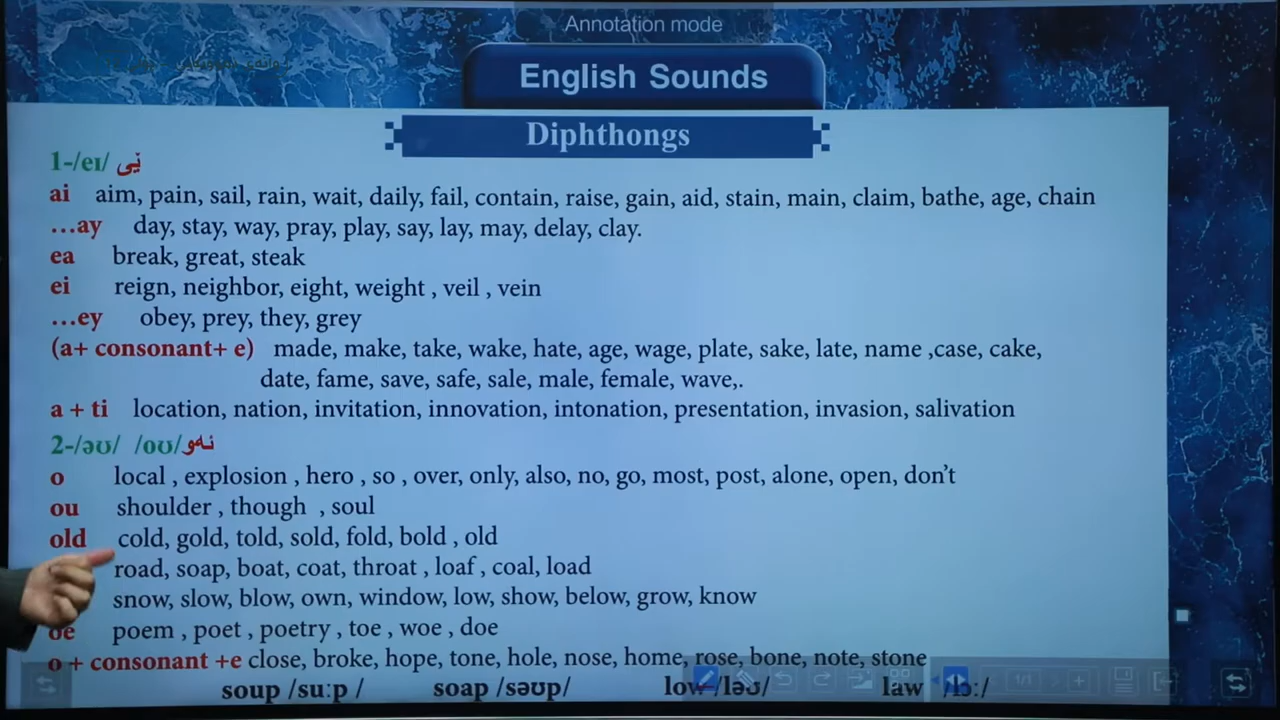 Annotation mode
English Sounds
Diphthongs
1-/eɪ/ ئێی
ai aim, pain, sail, rain, wait, daily, fail, contain, raise, gain, aid, stain, main, claim, bathe, age, chain
...ay day, stay, way, pray, play, say, lay, may, delay, clay.
ea break, great, steak
ei reign, neighbor, eight, weight , veil , vein
...ey obey, prey, they, grey
(a+ consonant+ e) made, make, take, wake, hate, age, wage, plate, sake, late, name ,case, cake,
date, fame, save, safe, sale, male, female, wave,.
a + ti location, nation, invitation, innovation, intonation, presentation, invasion, salivation
2-/əʊ/ /oʊ/ ئەو
o local , explosion , hero , so , over, only, also, no, go, most, post, alone, open, don't
ou shoulder , though , soul
old cold, gold, told, sold, fold, bold , old
road, soap, boat, coat, throat , loaf , coal, load
snow, slow, blow, own, window, low, show, below, grow, know
oe poem , poet , poetry , toe , woe , doe
o + consonant +e close, broke, hope, tone, hole, nose, home, rose, bone, note, stone
soup /suːp / soap /səʊp/ low /ləʊ/ law /lɔː/
1/1